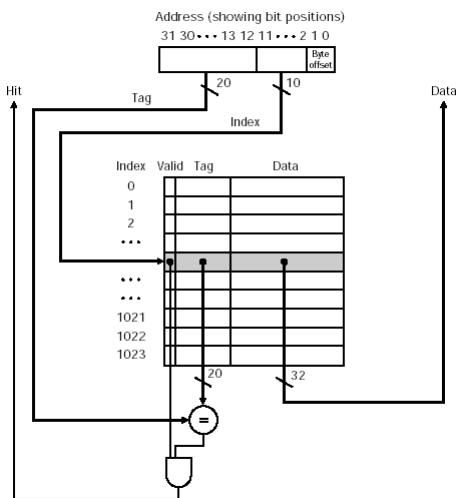 Address (showing bit positions)
31 30 ••• 13 12 11 ••• 2 1 0
Byte
offset
20
10
Hit
Data
Tag
Index
Index Valid Tag Data
0
1
2
•••
•••
•••
1021
1022
1023
20
32
=